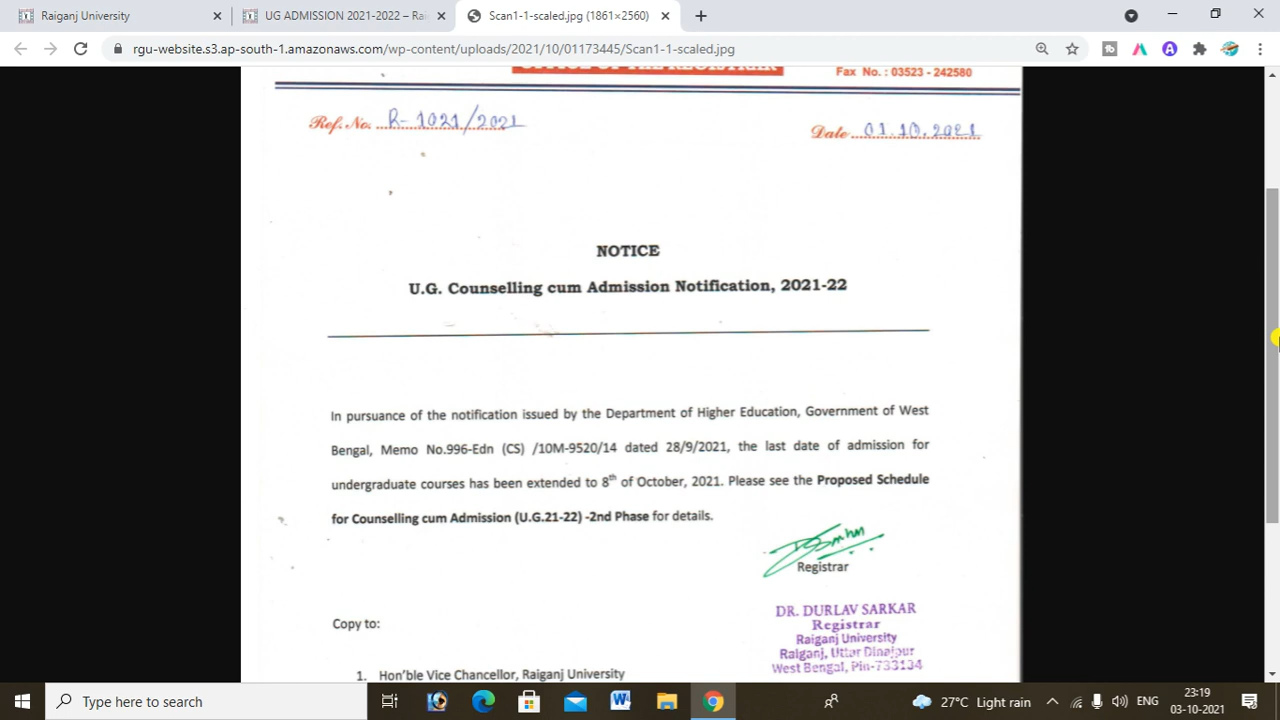 Raiganj University
UG ADMISSION 2021-2022 – Rai
Scan1-1-scaled.jpg (1861×2560)
rgu-website.s3.ap-south-1.amazonaws.com/wp-content/uploads/2021/10/01173445/Scan1-1-scaled.jpg
Fax No. : 03523 - 242580
Ref. No. R-1021/2021
Date 01.10.2021
NOTICE
U.G. Counselling cum Admission Notification, 2021-22
In pursuance of the notification issued by the Department of Higher Education, Government of West
Bengal, Memo No.996-Edn (CS) /10M-9520/14 dated 28/9/2021, the last date of admission for
undergraduate courses has been extended to 8th of October, 2021. Please see the Proposed Schedule
for Counselling cum Admission (U.G.21-22) -2nd Phase for details.
Registrar
DR. DURLAV SARKAR
Registrar
Raiganj University
Raiganj, Uttar Dinajpur
West Bengal, Pin-733134
Copy to:
1. Hon'ble Vice Chancellor, Raiganj University
Type here to search
27°C Light rain
ENG
23:19
03-10-2021